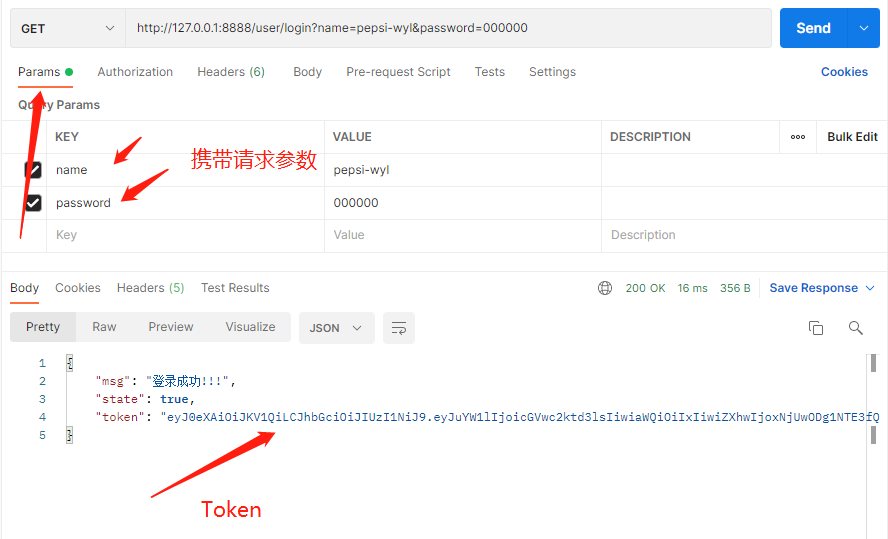 GET http://127.0.0.1:8888/user/login?name=pepsi-wyl&password=000000 Send
Params Authorization Headers (6) Body Pre-request Script Tests Settings Cookies
Query Params
KEY VALUE DESCRIPTION Bulk Edit
name pepsi-wyl
携带请求参数
password 000000
Key Value Description
Body Cookies Headers (5) Test Results 200 OK 16 ms 356 B Save Response
Pretty Raw Preview Visualize JSON
1 {
2 "msg": "登录成功!!!",
3 "state": true,
4 "token": "eyJ0eXAiOiJKV1QiLCJhbGciOiJIUzI1NiJ9.eyJuYW1lIjoicGVwc2ktd3lsIiwiaWQiOiIxIiwiZXhwIjoxNjUwODg1NTE3fQ
5 }
Token